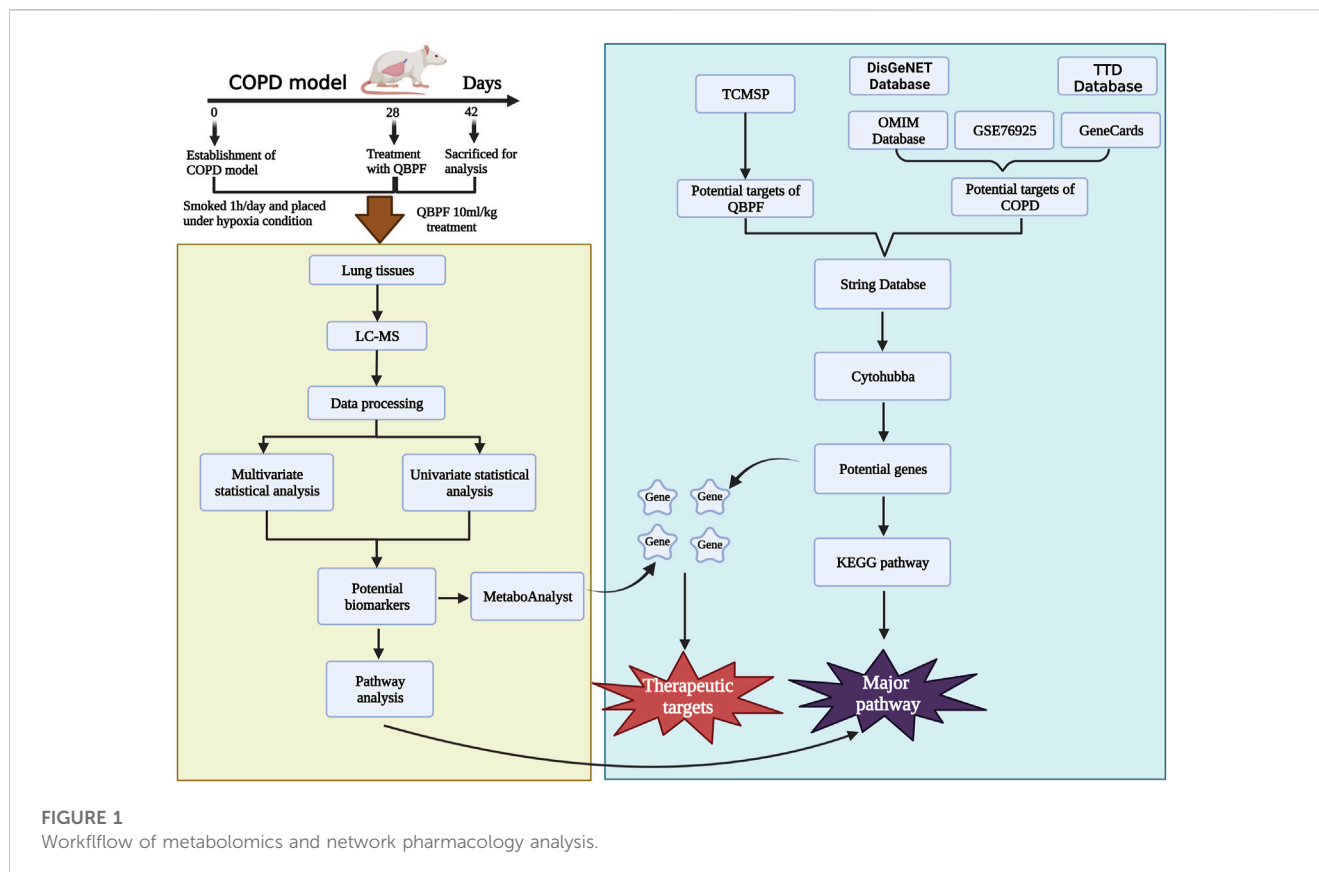 COPD model
Days
0
28
42
Establishment of
COPD model
Treatment
with QBPF
Sacrificed for
analysis
Smoked 1h/day and placed
under hypoxia condition
QBPF 10ml/kg
treatment
Lung tissues
LC-MS
Data processing
Multivariate
statistical analysis
Univariate statistical
analysis
Potential
biomarkers
MetaboAnalyst
Pathway
analysis
TCMSP
DisGeNET
Database
TTD
Database
OMIM
Database
GSE76925
GeneCards
Potential targets of
QBPF
Potential targets of
COPD
String Databse
Cytohubba
Potential genes
Gene
Gene
Gene
Gene
KEGG pathway
Therapeutic
targets
Major
pathway
FIGURE 1
Workflflow of metabolomics and network pharmacology analysis.